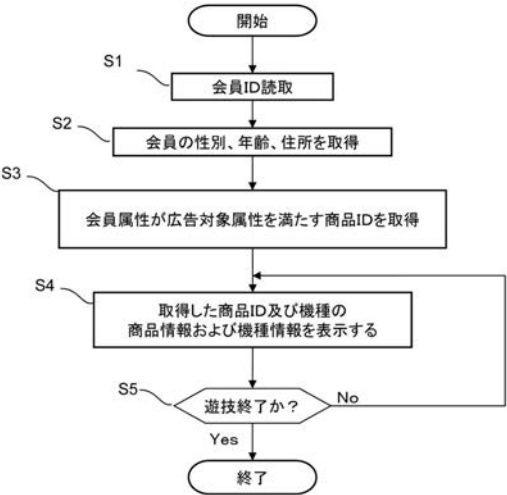 開始
S1
会員ID読取
S2
会員の性別、年齢、住所を取得
S3
会員属性が広告対象属性を満たす商品IDを取得
S4
取得した商品ID及び機種の
商品情報および機種情報を表示する
S5
遊技終了か？
No
Yes
終了